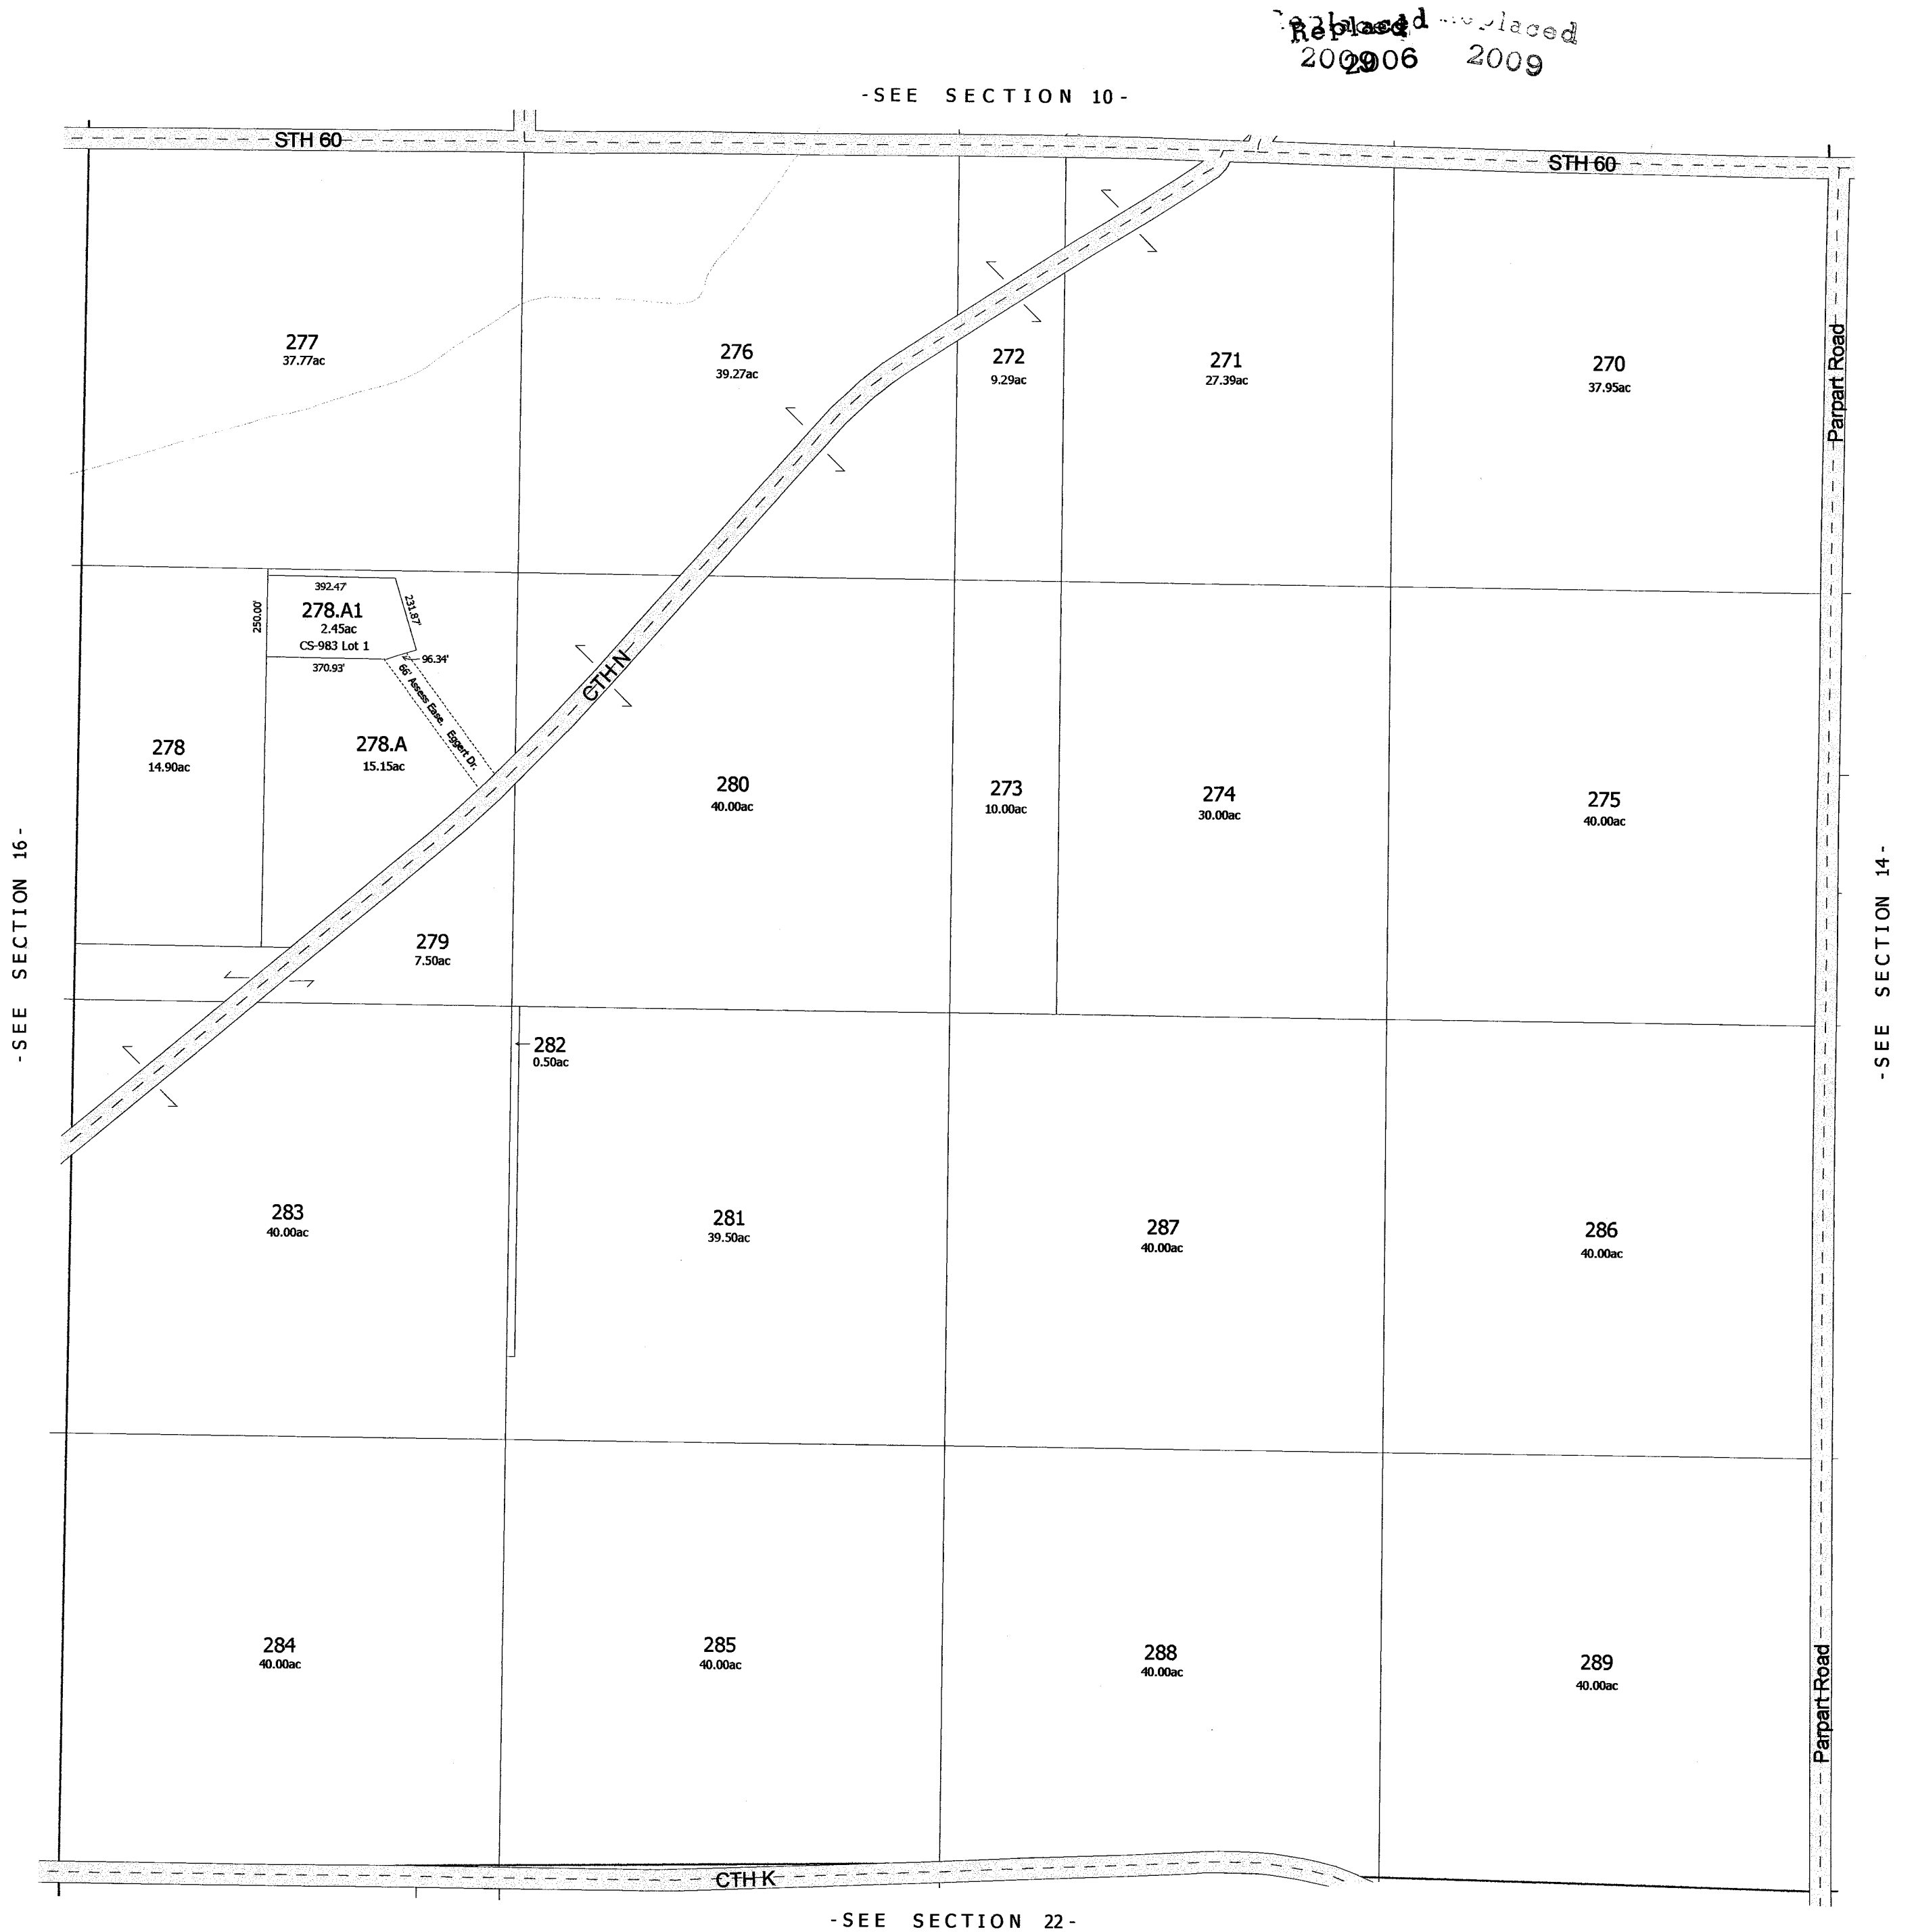 Replaced
2006
2009
-SEE SECTION 10-
STH 60
STH 60
277
37.77ac
276
39.27ac
272
9.29ac
271
27.39ac
270
37.95ac
Parpart Road
392.47'
250.00'
231.87'
278.A1
2.45ac
CS-983 Lot 1
370.93'
96.34'
66' Assess Ease. Eggert Dr.
CTH N
278
14.90ac
278.A
15.15ac
280
40.00ac
273
10.00ac
274
30.00ac
275
40.00ac
-SEE SECTION 16-
-SEE SECTION 14-
279
7.50ac
282
0.50ac
283
40.00ac
281
39.50ac
287
40.00ac
286
40.00ac
284
40.00ac
285
40.00ac
288
40.00ac
289
40.00ac
Parpart Road
CTH K
-SEE SECTION 22-